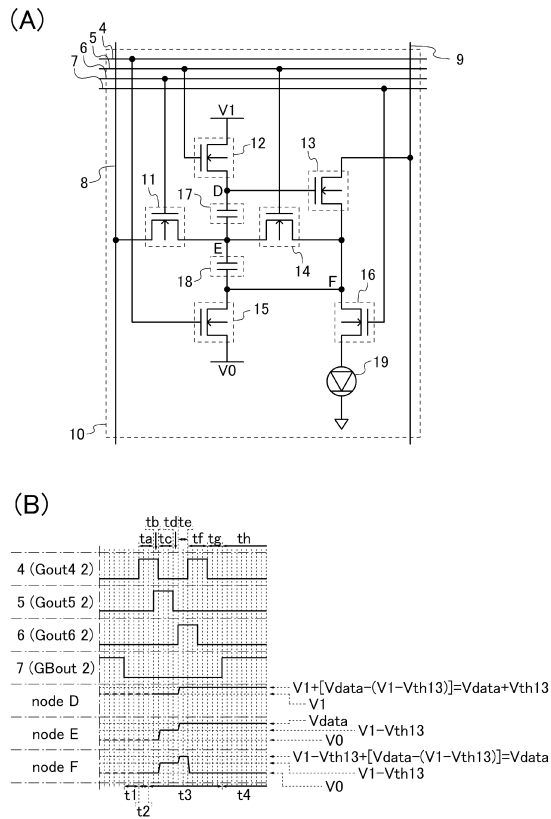 (A)
4
5
6
7
9
V1
12
13
8
11
D
17
E
14
18
F
16
15
V0
19
10
(B)
tb td te
ta tc tf tg th
4 (Gout4 2)
5 (Gout5 2)
6 (Gout6 2)
7 (GBout 2)
node D
V1+[Vdata-(V1-Vth13)]=Vdata+Vth13
V1
node E
Vdata
V1-Vth13
V0
node F
V1-Vth13+[Vdata-(V1-Vth13)]=Vdata
V1-Vth13
V0
t1 t3 t4
t2